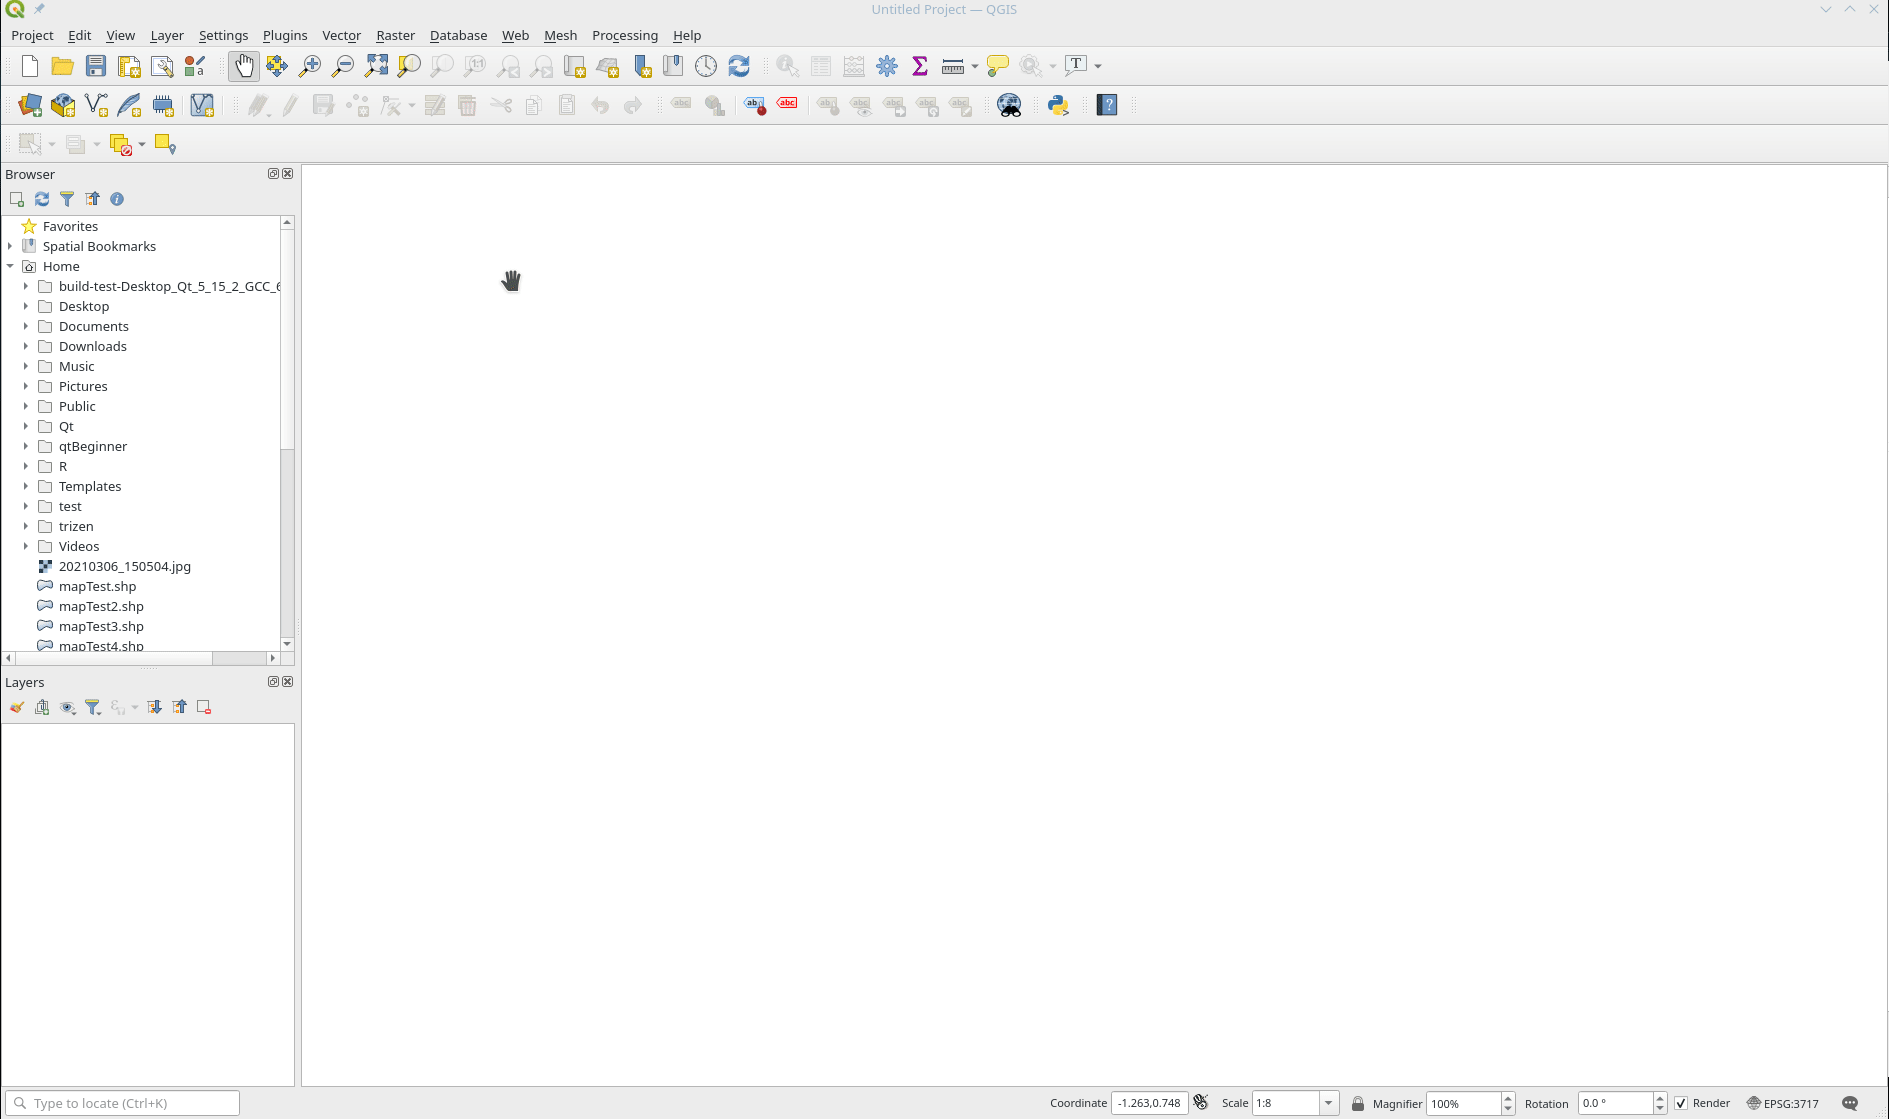 Untitled Project — QGIS
Project Edit View Layer Settings Plugins Vector Raster Database Web Mesh Processing Help
Browser
Favorites
Spatial Bookmarks
Home
build-test-Desktop_Qt_5_15_2_GCC_6
Desktop
Documents
Downloads
Music
Pictures
Public
Qt
qtBeginner
R
Templates
test
trizen
Videos
20210306_150504.jpg
mapTest.shp
mapTest2.shp
mapTest3.shp
mapTest4.shp
Layers
Type to locate (Ctrl+K)
Coordinate -1.263,0.748 Scale 1:8 Magnifier 100% Rotation 0.0 ° Render EPSG:3717